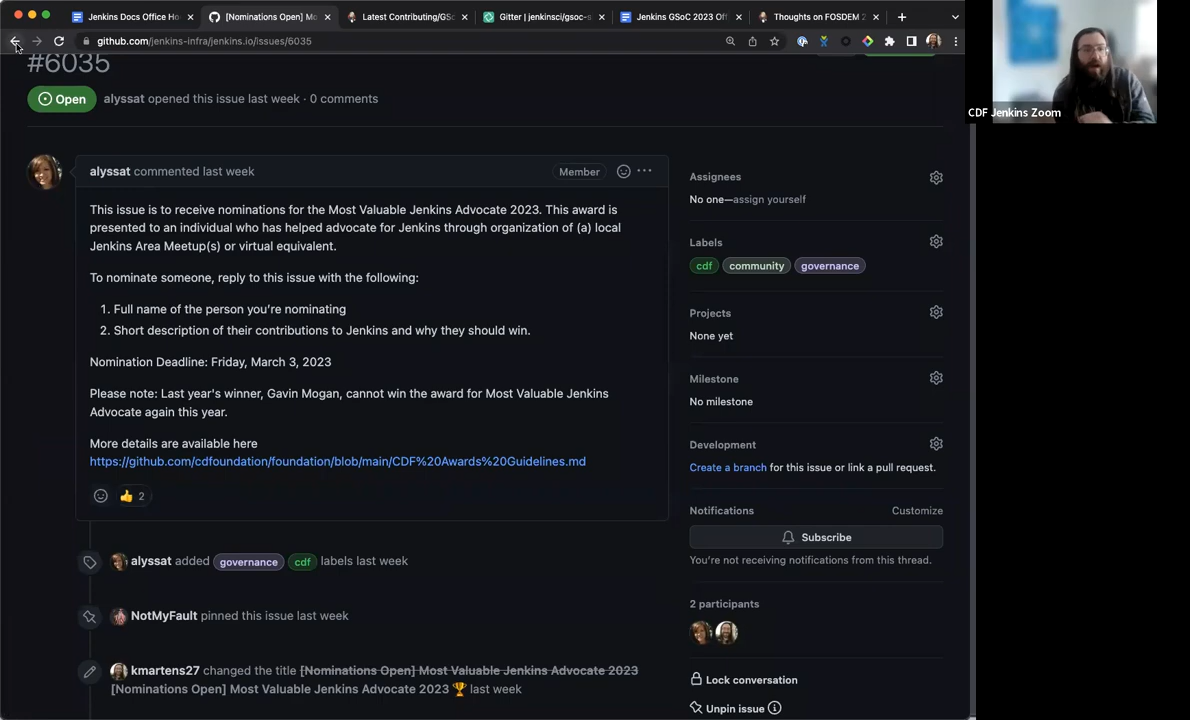 Jenkins Docs Office Ho
[Nominations Open] Mo
Latest Contributing/GSo
Gitter | jenkinsci/gsoc-s
Jenkins GSoC 2023 Off
Thoughts on FOSDEM 2
github.com/jenkins-infra/jenkins.io/issues/6035
#6035
Open alyssat opened this issue last week · 0 comments
alyssat commented last week
Member
This issue is to receive nominations for the Most Valuable Jenkins Advocate 2023. This award is
presented to an individual who has helped advocate for Jenkins through organization of (a) local
Jenkins Area Meetup(s) or virtual equivalent.
To nominate someone, reply to this issue with the following:
1. Full name of the person you're nominating
2. Short description of their contributions to Jenkins and why they should win.
Nomination Deadline: Friday, March 3, 2023
Please note: Last year's winner, Gavin Mogan, cannot win the award for Most Valuable Jenkins
Advocate again this year.
More details are available here
https://github.com/cdfoundation/foundation/blob/main/CDF%20Awards%20Guidelines.md
👍 2
alyssat added governance cdf labels last week
NotMyFault pinned this issue last week
kmartens27 changed the title [Nominations Open] Most Valuable Jenkins Advocate 2023
[Nominations Open] Most Valuable Jenkins Advocate 2023 🏆 last week
Assignees
No one—assign yourself
Labels
cdf community governance
Projects
None yet
Milestone
No milestone
Development
Create a branch for this issue or link a pull request.
Notifications
Customize
Subscribe
You're not receiving notifications from this thread.
2 participants
Lock conversation
Unpin issue
CDF Jenkins Zoom